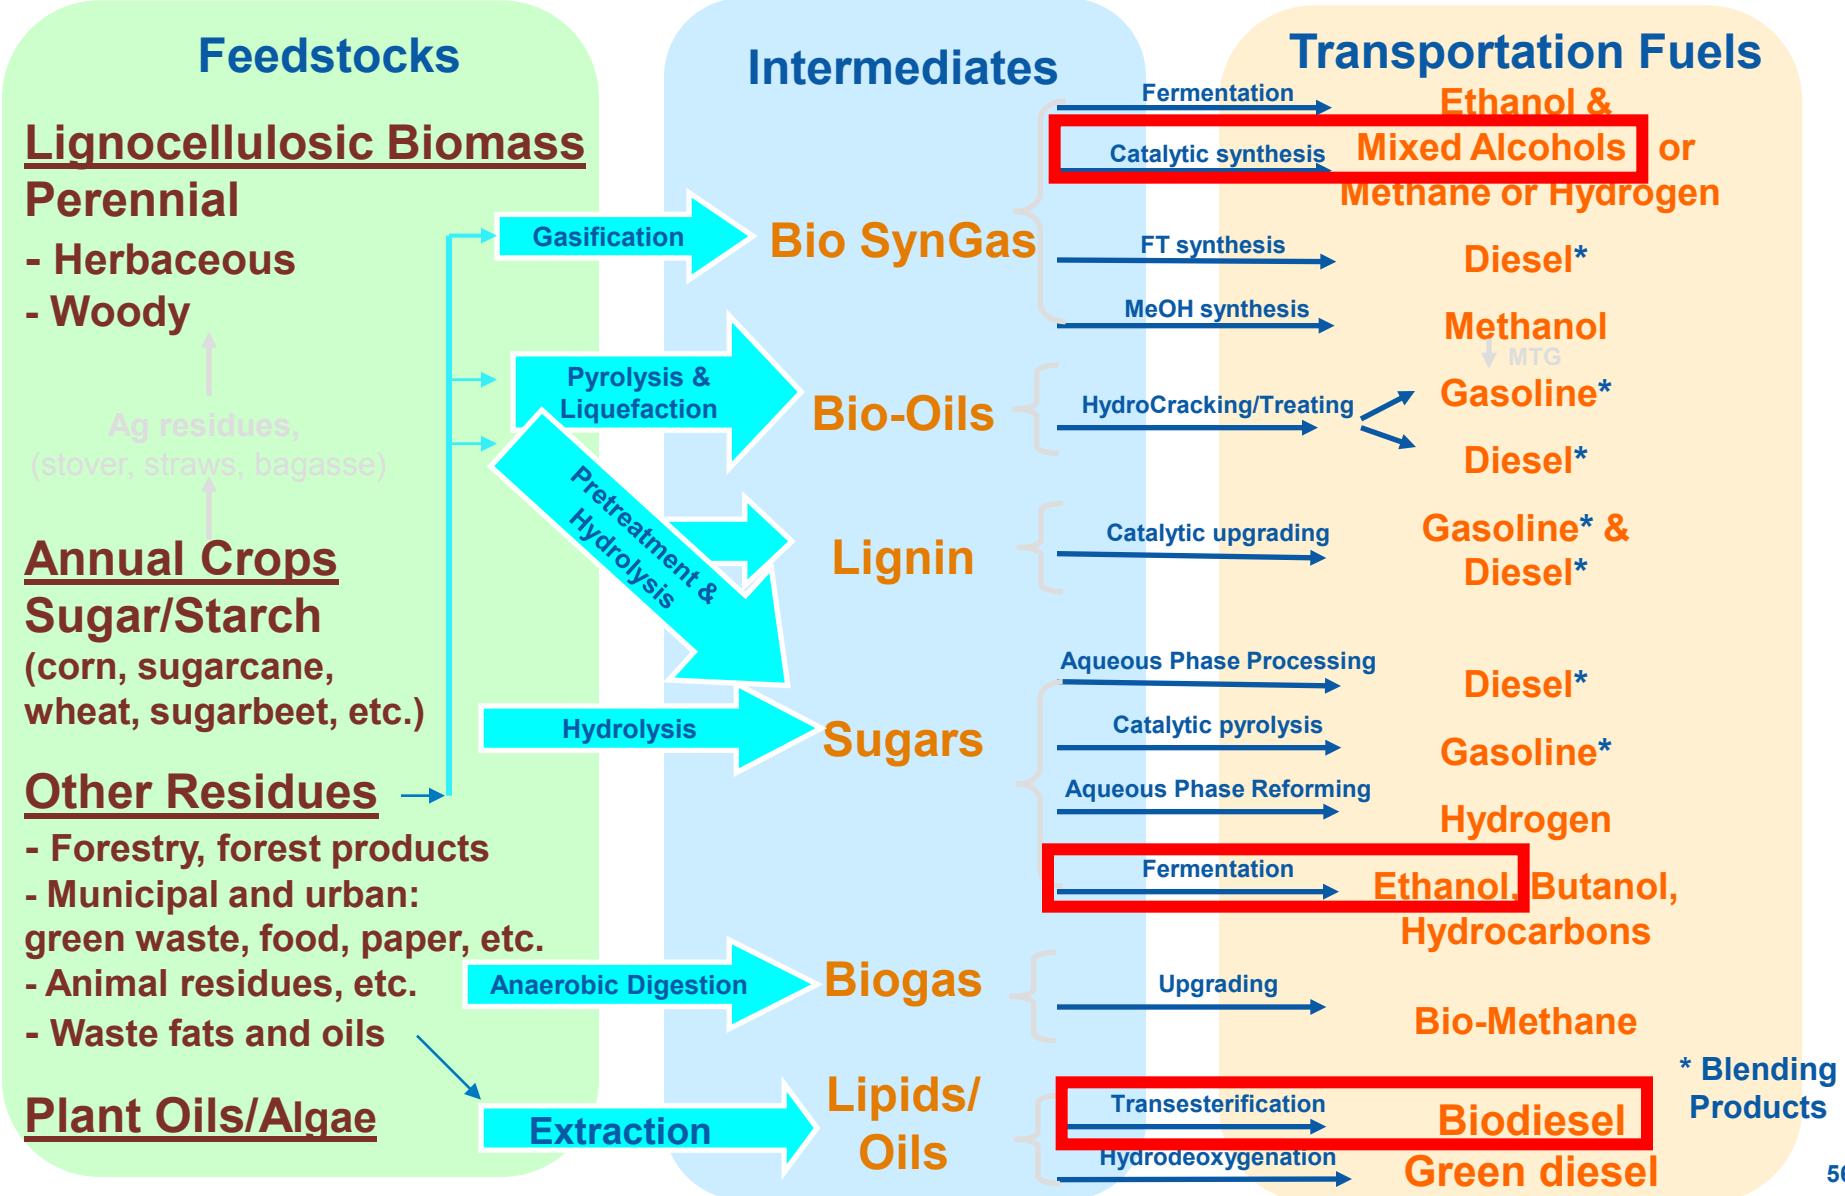 Feedstocks
Lignocellulosic Biomass
Perennial
- Herbaceous
- Woody
Ag residues,
(stover, straws, bagasse)
Annual Crops
Sugar/Starch
(corn, sugarcane,
wheat, sugarbeet, etc.)
Other Residues
- Forestry, forest products
- Municipal and urban:
green waste, food, paper, etc.
- Animal residues, etc.
- Waste fats and oils
Plant Oils/Algae
Gasification
Pyrolysis &
Liquefaction
Pretreatment &
Hydrolysis
Hydrolysis
Anaerobic Digestion
Extraction
Intermediates
Bio SynGas
Bio-Oils
Lignin
Sugars
Biogas
Lipids/
Oils
Transportation Fuels
Fermentation
Ethanol &
Catalytic synthesis
Mixed Alcohols or
Methane or Hydrogen
FT synthesis
Diesel*
MeOH synthesis
Methanol
MTG
HydroCracking/Treating
Gasoline*
Diesel*
Catalytic upgrading
Gasoline* &
Diesel*
Aqueous Phase Processing
Diesel*
Catalytic pyrolysis
Gasoline*
Aqueous Phase Reforming
Hydrogen
Fermentation
Ethanol, Butanol,
Hydrocarbons
Upgrading
Bio-Methane
Transesterification
Biodiesel
Hydrodeoxygenation
Green diesel
* Blending
Products